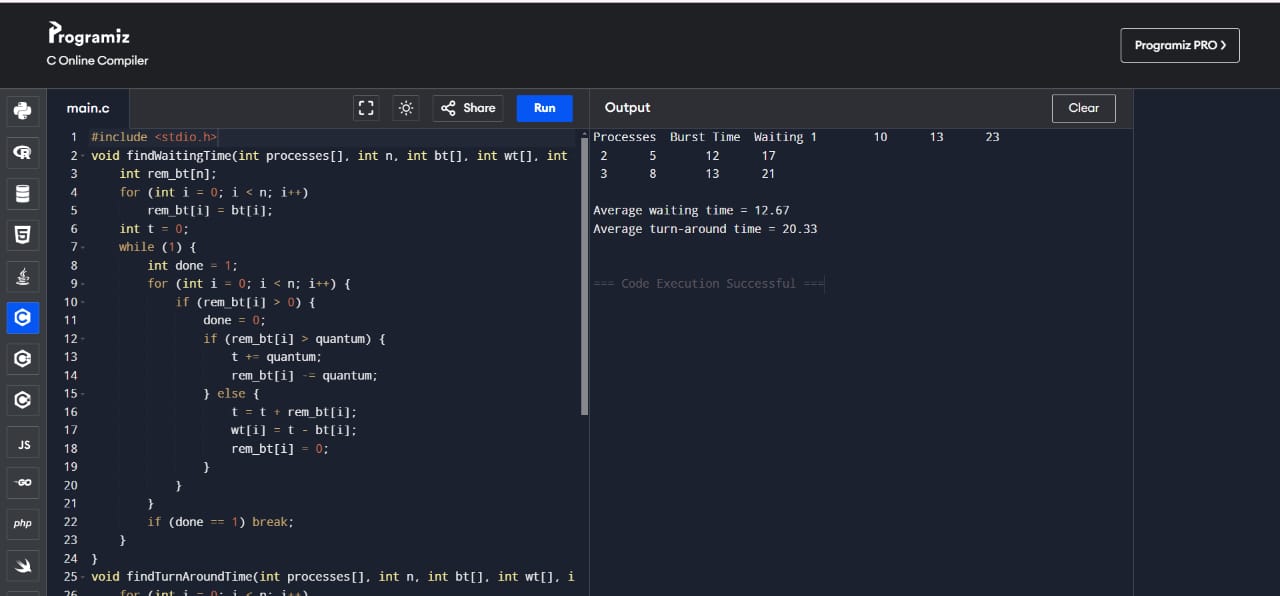 Programiz
C Online Compiler
Programiz PRO >
main.c
Share
Run
Output
Clear
1 #include <stdio.h>
2 void findWaitingTime(int processes[], int n, int bt[], int wt[], int
3 int rem_bt[n];
4 for (int i = 0; i < n; i++)
5 rem_bt[i] = bt[i];
6 int t = 0;
7 while (1) {
8 int done = 1;
9 for (int i = 0; i < n; i++) {
10 if (rem_bt[i] > 0) {
11 done = 0;
12 if (rem_bt[i] > quantum) {
13 t += quantum;
14 rem_bt[i] -= quantum;
15 } else {
16 t = t + rem_bt[i];
17 wt[i] = t - bt[i];
18 rem_bt[i] = 0;
19 }
20 }
21 }
22 if (done == 1) break;
23 }
24 }
25 void findTurnAroundTime(int processes[], int n, int bt[], int wt[], i
26 for (int i = 0; i < n; i++)
Processes Burst Time Waiting 1 10 13 23
2 5 12 17
3 8 13 21
Average waiting time = 12.67
Average turn-around time = 20.33
=== Code Execution Successful ===
JS
GO
php